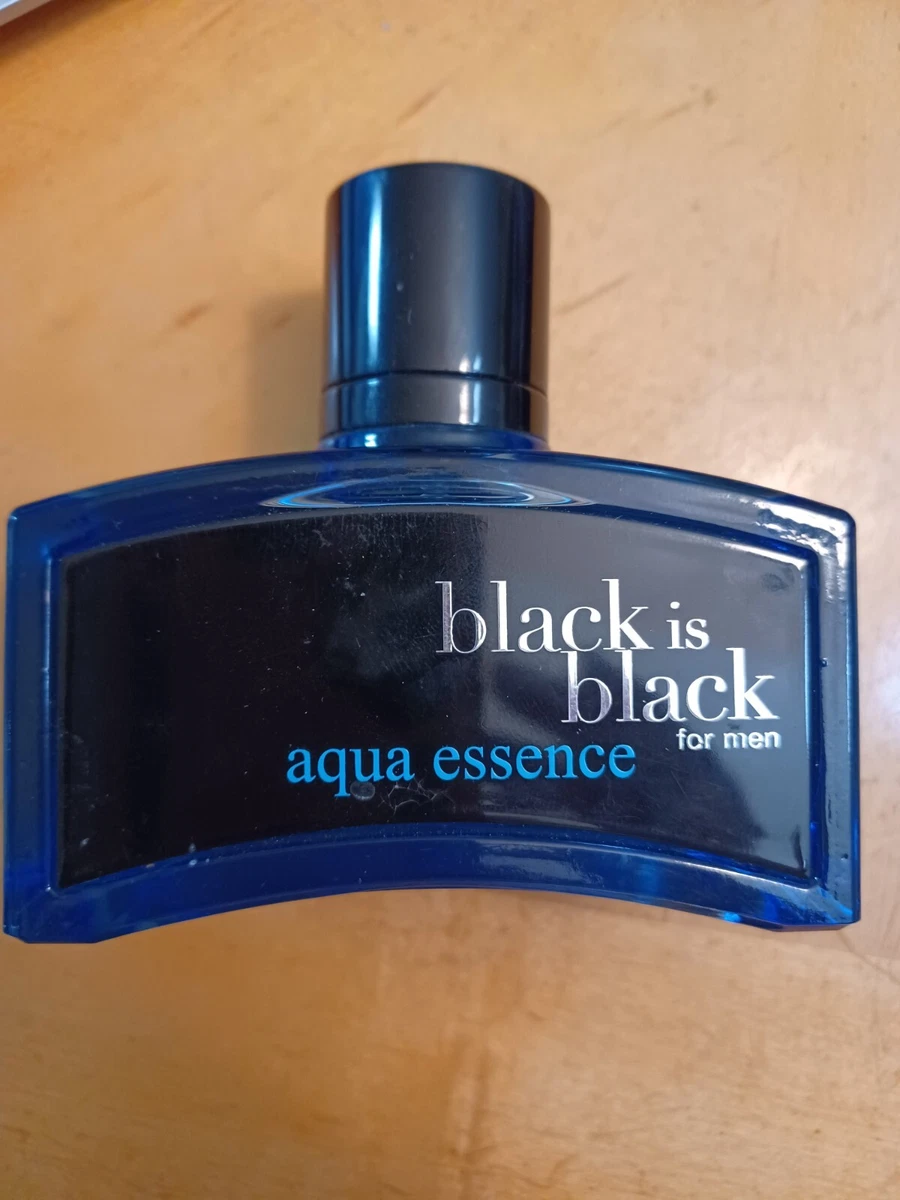 black is
black
for men
aqua essence